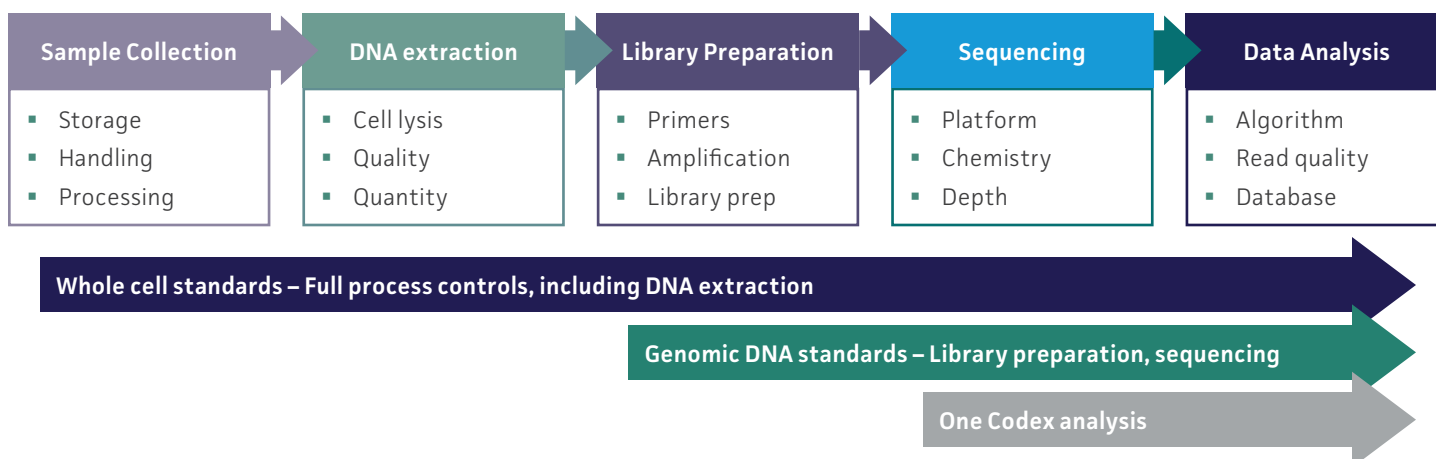 Sample Collection
▪ Storage
▪ Handling
▪ Processing
DNA extraction
▪ Cell lysis
▪ Quality
▪ Quantity
Library Preparation
▪ Primers
▪ Amplification
▪ Library prep
Sequencing
▪ Platform
▪ Chemistry
▪ Depth
Data Analysis
▪ Algorithm
▪ Read quality
▪ Database
Whole cell standards – Full process controls, including DNA extraction
Genomic DNA standards – Library preparation, sequencing
One Codex analysis